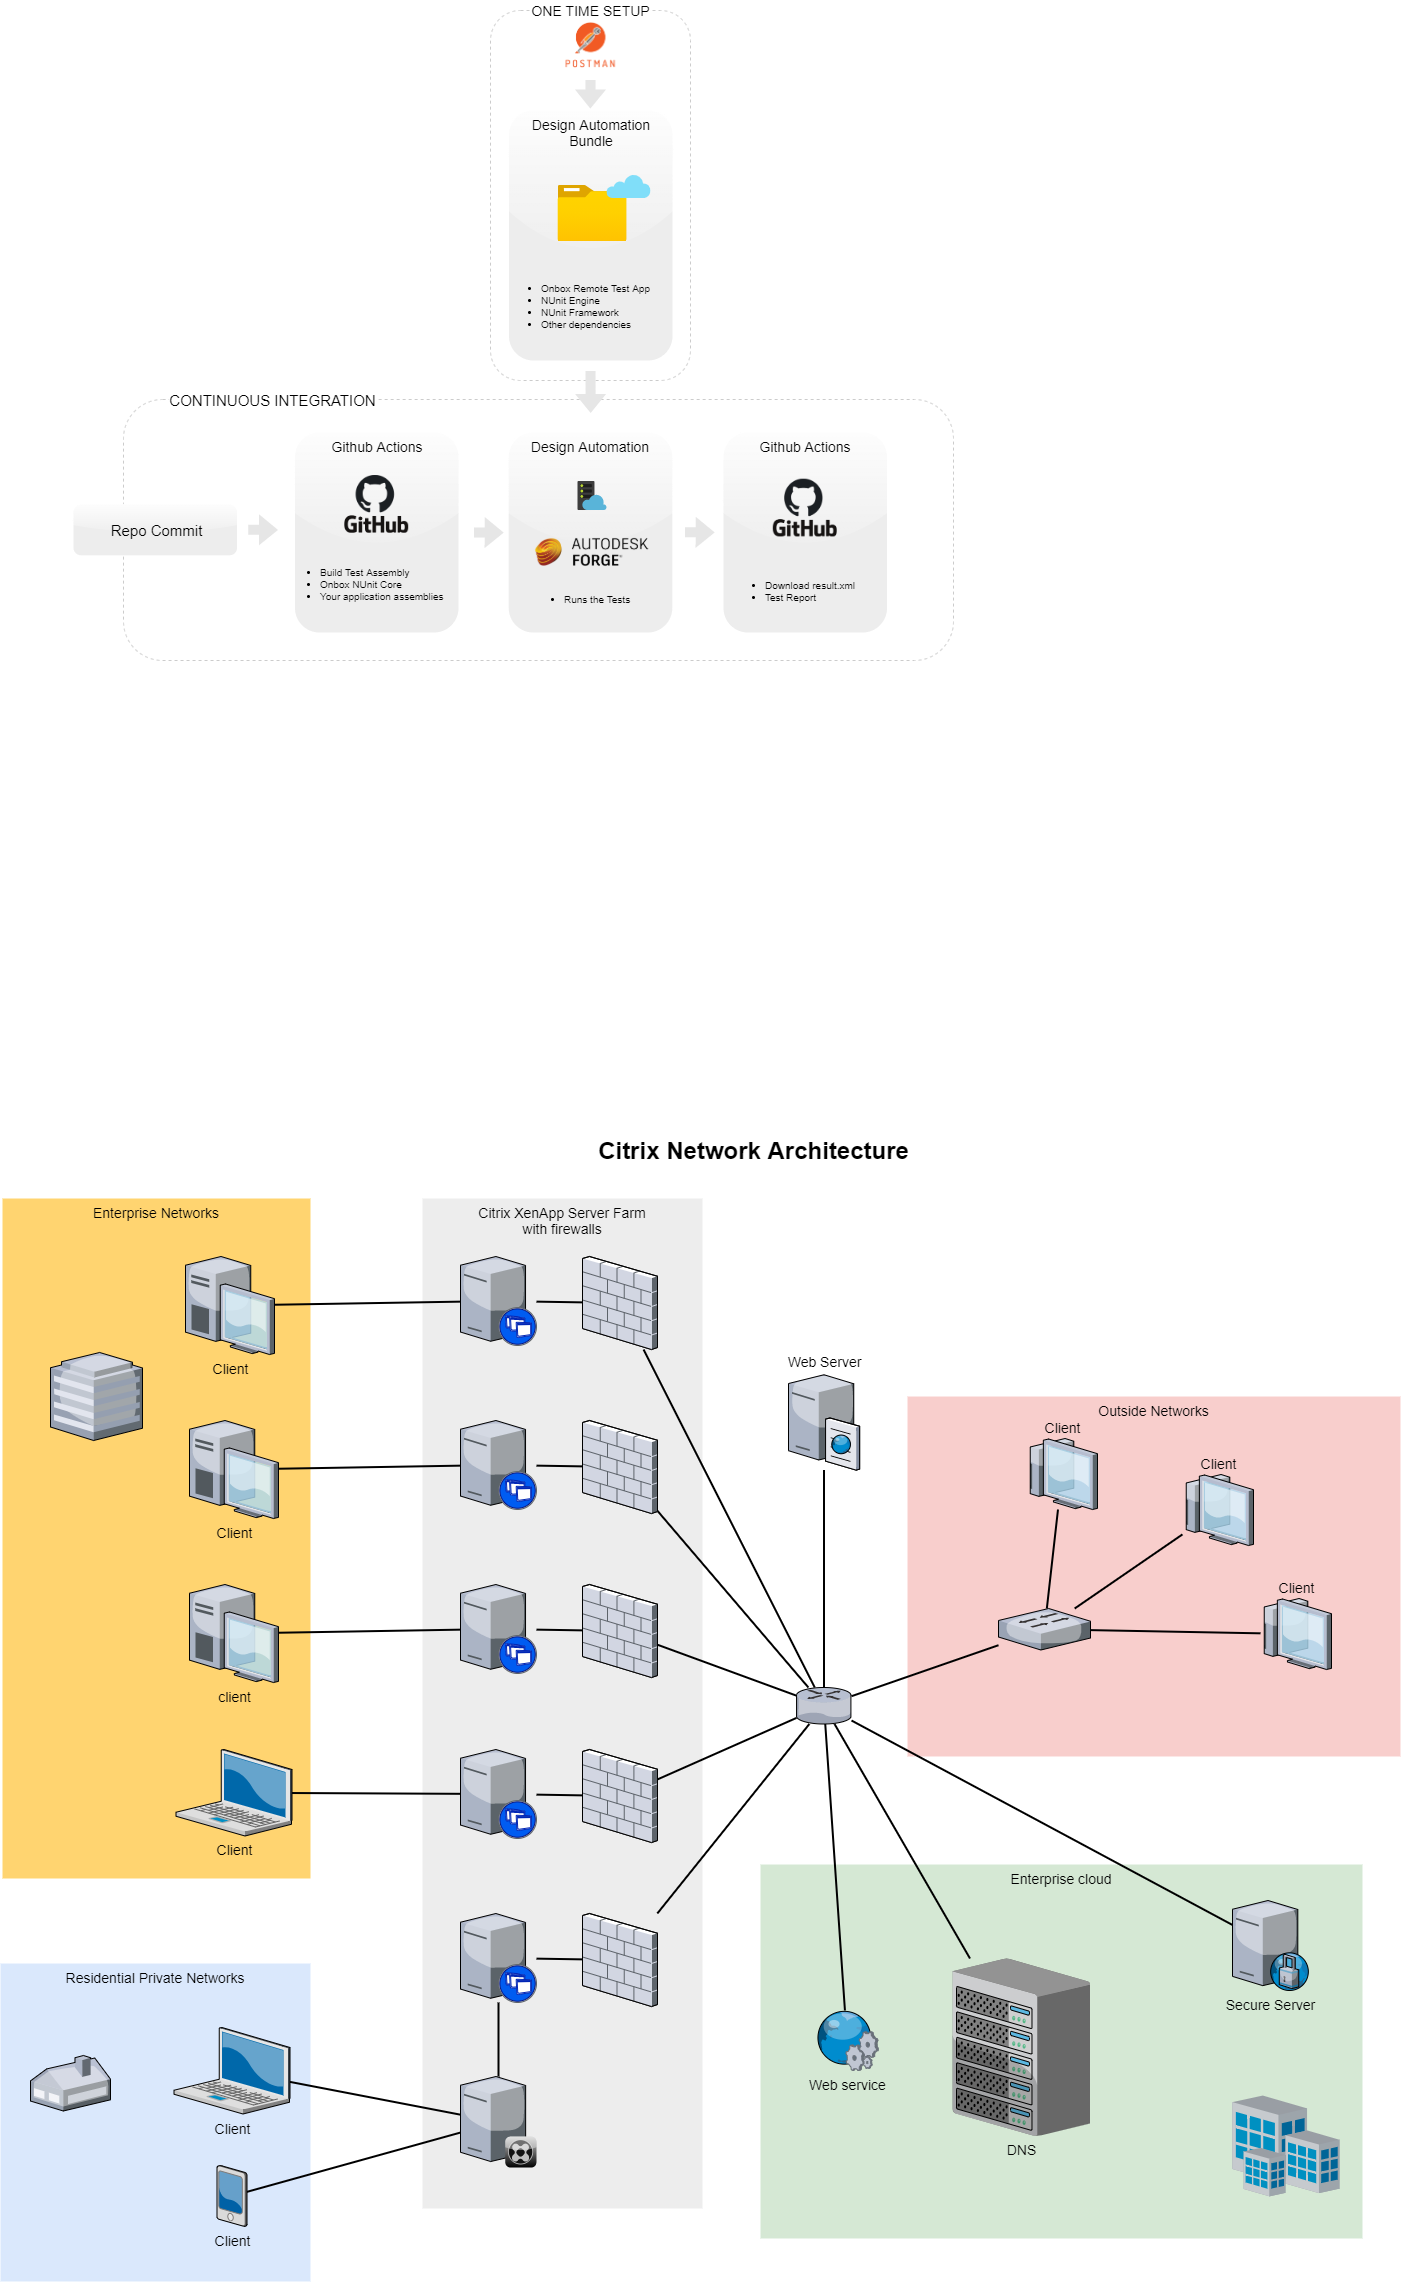 ONE TIME SETUP
POSTMAN
Design Automation
Bundle
Onbox Remote Test App
NUnit Engine
NUnit Framework
Other dependencies
CONTINUOUS INTEGRATION
Repo Commit
Github Actions
GitHub
Build Test Assembly
Onbox NUnit Core
Your application assemblies
Design Automation
AUTODESK
FORGE
Runs the Tests
Github Actions
GitHub
Download result.xml
Test Report
Citrix Network Architecture
Enterprise Networks
Client
Client
client
Client
Citrix XenApp Server Farm
with firewalls
Web Server
Outside Networks
Client
Client
Client
Residential Private Networks
Client
Client
Enterprise cloud
Secure Server
Web service
DNS